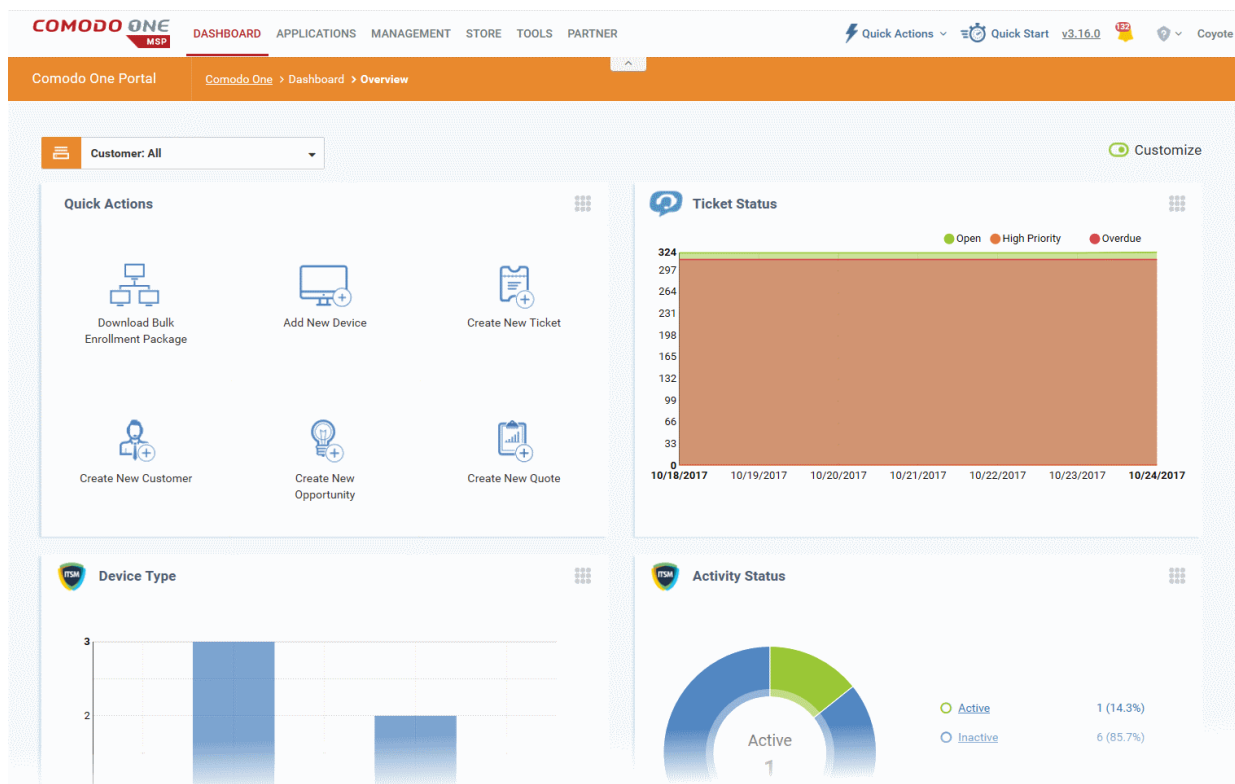 COMODO ONE
MSP
DASHBOARD APPLICATIONS MANAGEMENT STORE TOOLS PARTNER
Quick Actions Quick Start v3.16.0 132 ? Coyote
Comodo One Portal
Comodo One > Dashboard > Overview
Customer: All
Customize
Quick Actions
Download Bulk
Enrollment Package
Add New Device
Create New Ticket
Create New Customer
Create New
Opportunity
Create New Quote
Ticket Status
Open High Priority Overdue
324
297
264
231
198
165
132
99
66
33
0
10/18/2017 10/19/2017 10/20/2017 10/21/2017 10/22/2017 10/23/2017 10/24/2017
ITSM Device Type
3
2
ITSM Activity Status
Active
1
Active 1 (14.3%)
Inactive 6 (85.7%)